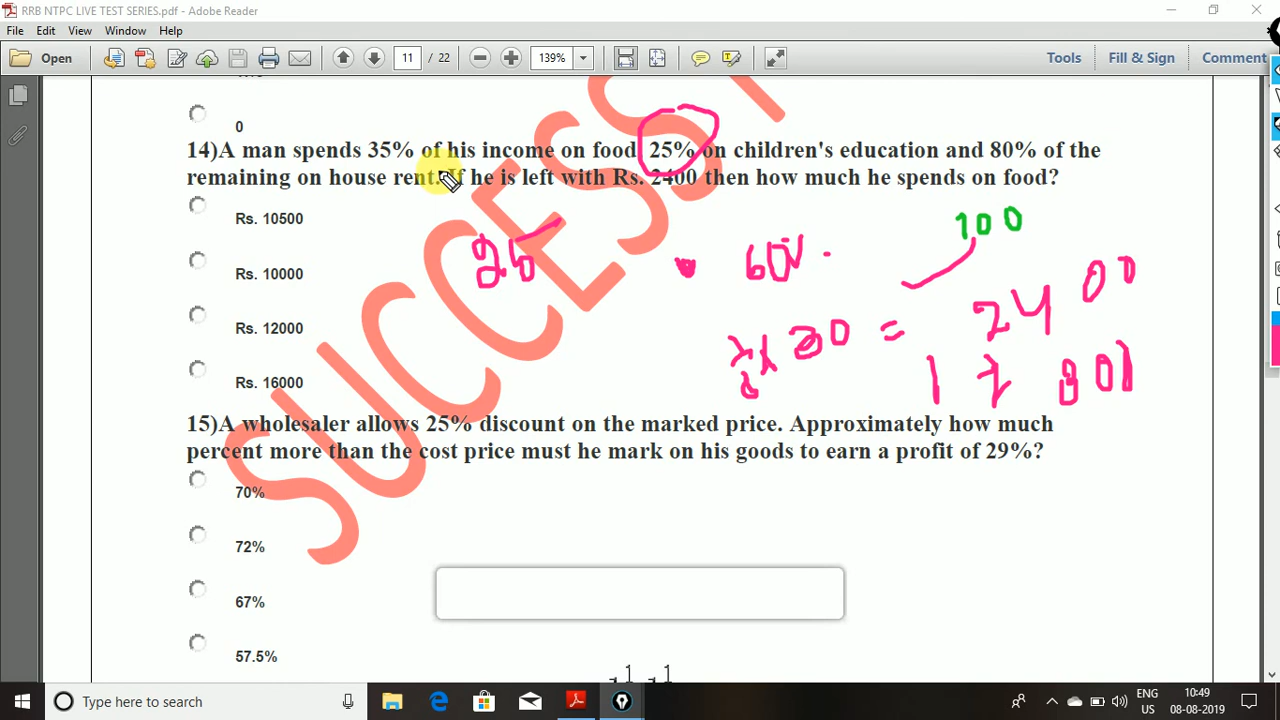 RRB NTPC LIVE TEST SERIES.pdf - Adobe Reader
File Edit View Window Help
Open 11 / 22 139% Tools Fill & Sign Comment
0
14)A man spends 35% of his income on food 25% on children's education and 80% of the
remaining on house rent. If he is left with Rs. 2400 then how much he spends on food?
Rs. 10500
Rs. 10000
Rs. 12000
Rs. 16000
100
60%
2400
=
SUCCESS
15)A wholesaler allows 25% discount on the marked price. Approximately how much
percent more than the cost price must he mark on his goods to earn a profit of 29%?
70%
72%
67%
57.5%
1 1
Type here to search
ENG 10:49
US 08-08-2019